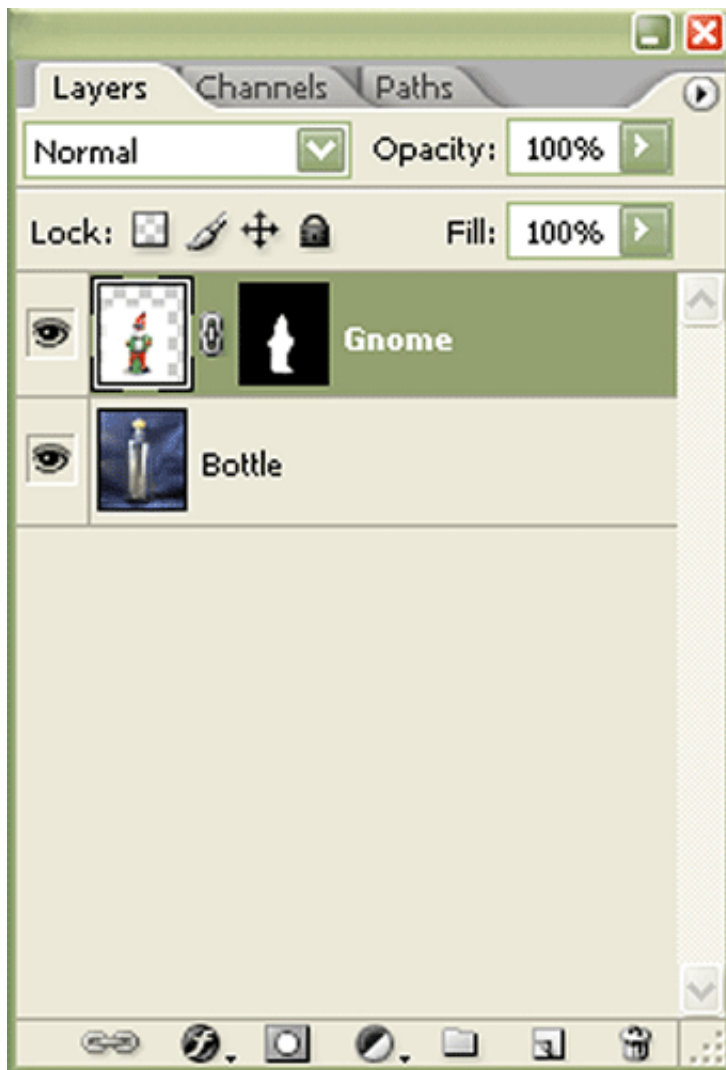 Layers Channels Paths
Normal Opacity: 100%
Lock: Fill: 100%
Gnome
Bottle